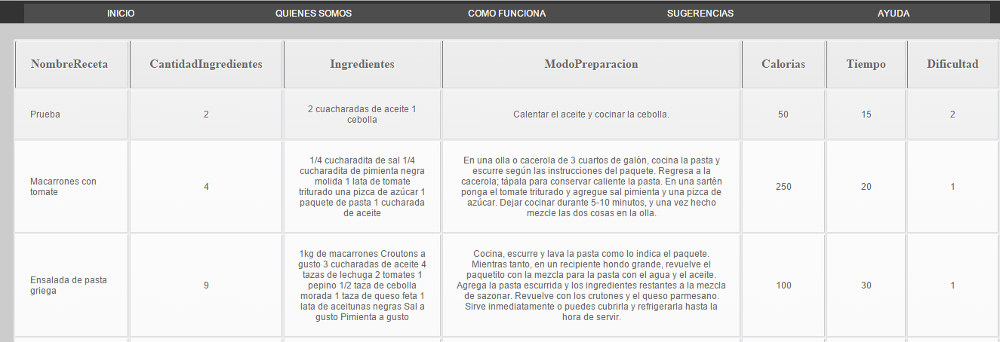 INICIO QUIENES SOMOS COMO FUNCIONA SUGERENCIAS AYUDA
NombreReceta CantidadIngredientes Ingredientes ModoPreparacion Calorias Tiempo Dificultad
Prueba
2
2 cuacharadas de aceite 1
cebolla
Calentar el aceite y cocinar la cebolla.
50
15
2
Macarrones con
tomate
4
1/4 cucharadita de sal 1/4
cucharadita de pimienta negra
molida 1 lata de tomate
triturado una pizca de azúcar 1
paquete de pasta 1 cucharada
de aceite
En una olla o cacerola de 3 cuartos de galón, cocina la pasta y
escurre según las instrucciones del paquete. Regresa a la
cacerola; tápala para conservar caliente la pasta. En una sartén
ponga el tomate triturado y agregue sal pimienta y una pizca de
azúcar. Dejar cocinar durante 5-10 minutos, y una vez hecho
mezcle las dos cosas en la olla.
250
20
1
Ensalada de pasta
griega
9
1kg de macarrones Croutons a
gusto 3 cucharadas de aceite 4
tazas de lechuga 2 tomates 1
pepino 1/2 taza de cebolla
morada 1 taza de queso feta 1
lata de aceitunas negras Sal a
gusto Pimienta a gusto
Cocina, escurre y lava la pasta como lo indica el paquete.
Mientras tanto, en un recipiente hondo grande, revuelve el
paquetito con la mezcla para la pasta con el agua y el aceite.
Agrega la pasta escurrida y los ingredientes restantes a la mezcla
de sazonar. Revuelve con los crutones y el queso parmesano.
Sirve inmediatamente o puedes cubrirla y refrigerarla hasta la
hora de servir.
100
30
1